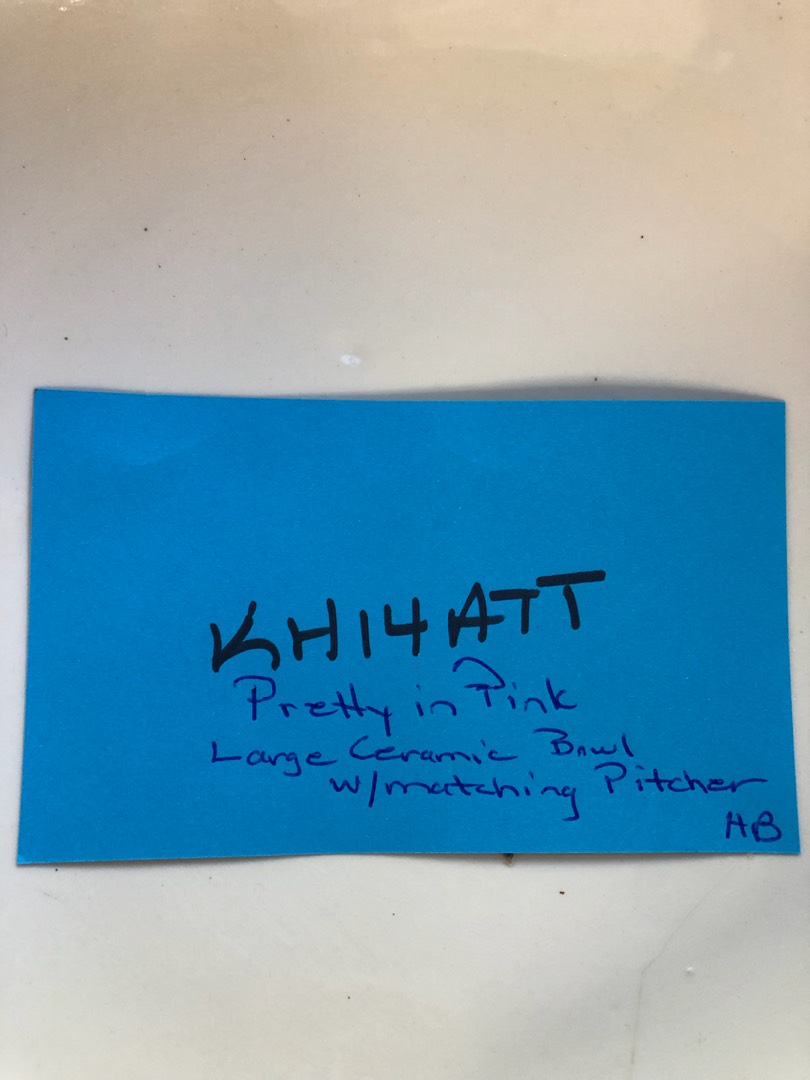 KH14ATT
Pretty in Pink
Large Ceramic Bowl
w/matching Pitcher
HB